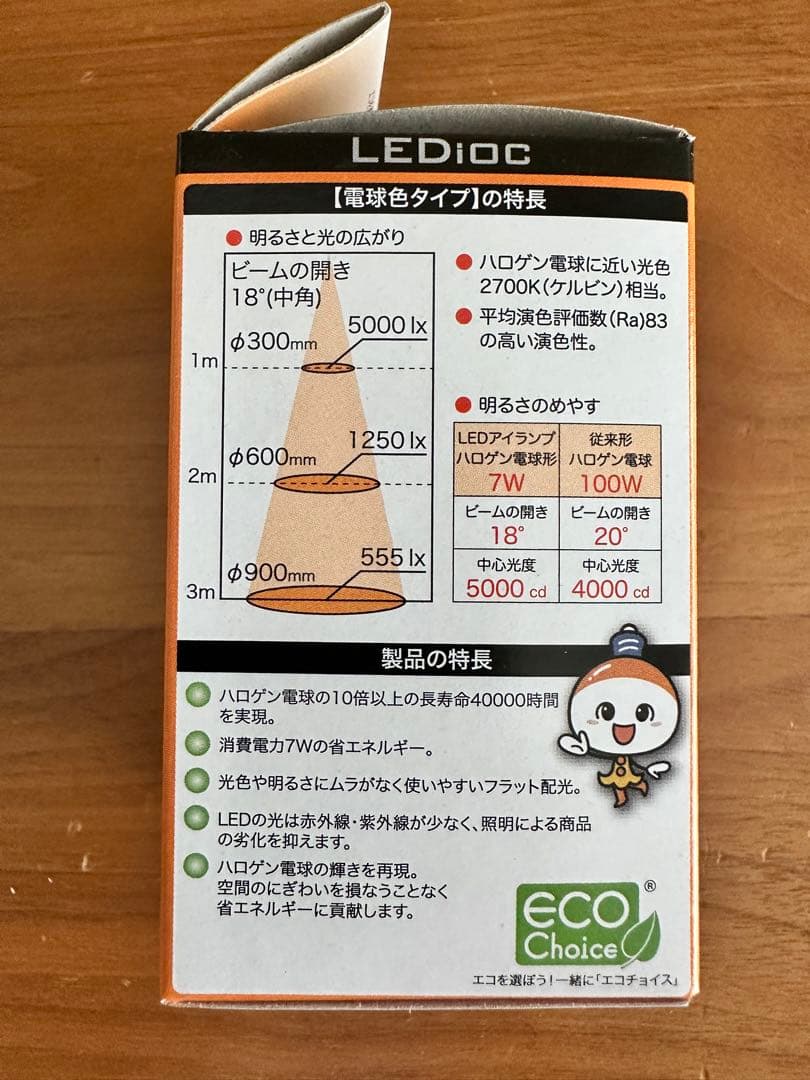 LEDiOC
【電球色タイプ】の特長
● 明るさと光の広がり
ビームの開き
18°(中角)
1m
φ300mm
5000 lx
2m
φ600mm
1250 lx
3m
φ900mm
555 lx
● ハロゲン電球に近い光色
2700K(ケルビン)相当。
● 平均演色評価数(Ra)83
の高い演色性。
● 明るさのめやす
LEDアイランプ
ハロゲン電球形
7W
従来形
ハロゲン電球
100W
ビームの開き
18°
ビームの開き
20°
中心光度
5000 cd
中心光度
4000 cd
製品の特長
ハロゲン電球の10倍以上の長寿命40000時間
を実現。
消費電力7Wの省エネルギー。
光色や明るさにムラがなく使いやすいフラット配光。
LEDの光は赤外線・紫外線が少なく、照明による商品
の劣化を抑えます。
ハロゲン電球の輝きを再現。
空間のにぎわいを損なうことなく
省エネルギーに貢献します。
ECO
Choice
®
エコを選ぼう!一緒に「エコチョイス」